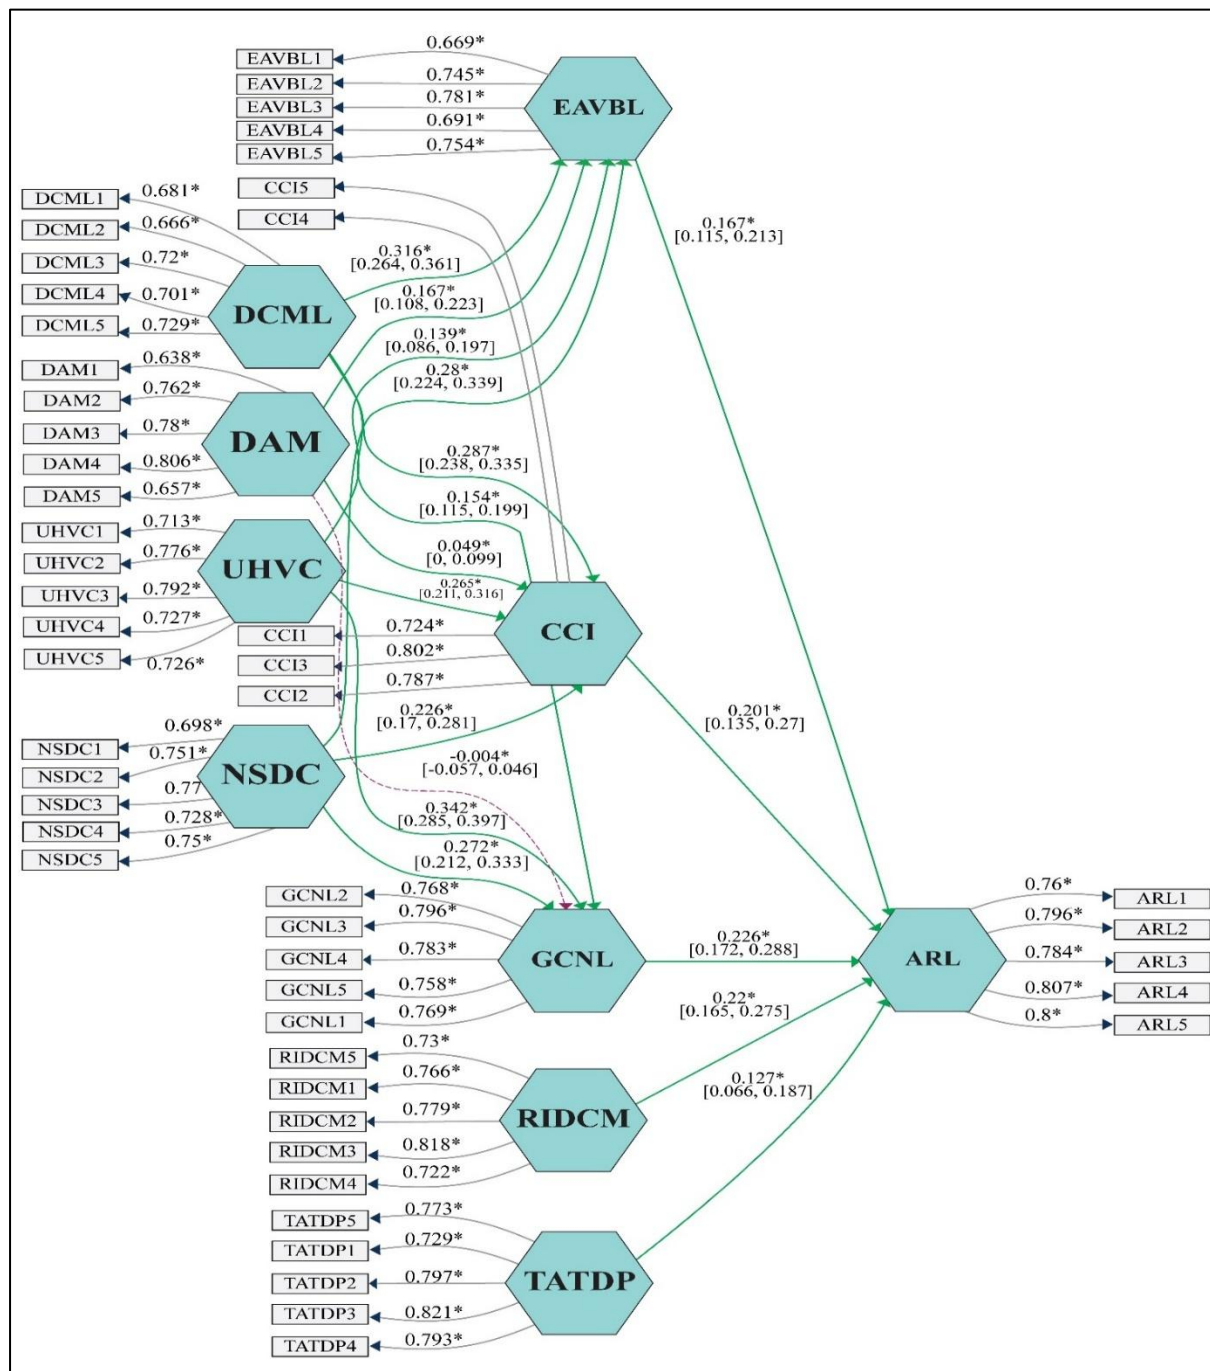 EAVBL1
0.669*
EAVBL2
0.745*
EAVBL3
0.781*
EAVBL4
0.691*
EAVBL5
0.754*
EAVBL
CCI5
CCI4
DCML1
0.681*
DCML2
0.666*
DCML3
0.72*
DCML4
0.701*
DCML5
0.729*
DCML
0.167*
[0.115, 0.213]
0.316*
[0.264, 0.361]
0.167*
[0.108, 0.223]
0.139*
[0.086, 0.197]
0.28*
[0.224, 0.339]
DAM1
0.638*
DAM2
0.762*
DAM3
0.78*
DAM4
0.806*
DAM5
0.657*
DAM
0.287*
[0.238, 0.335]
0.154*
[0.115, 0.199]
0.049*
[0, 0.099]
0.265*
[0.211, 0.316]
UHVC1
0.713*
UHVC2
0.776*
UHVC3
0.792*
UHVC4
0.727*
UHVC5
0.726*
UHVC
CCI1
0.724*
CCI3
0.802*
CCI2
0.787*
CCI
0.226*
[0.17, 0.281]
0.201*
[0.135, 0.27]
NSDC1
0.698*
NSDC2
0.751*
NSDC3
0.77
NSDC4
0.728*
NSDC5
0.75*
NSDC
-0.004*
[-0.057, 0.046]
0.342*
[0.285, 0.397]
0.272*
[0.212, 0.333]
GCNL2
0.768*
GCNL3
0.796*
GCNL4
0.783*
GCNL5
0.758*
GCNL1
0.769*
GCNL
0.226*
[0.172, 0.288]
0.22*
[0.165, 0.275]
0.127*
[0.066, 0.187]
ARL
0.76*
ARL1
0.796*
ARL2
0.784*
ARL3
0.807*
ARL4
0.8*
ARL5
RIDCM5
0.73*
RIDCM1
0.766*
RIDCM2
0.779*
RIDCM3
0.818*
RIDCM4
0.722*
RIDCM
TATDP5
0.773*
TATDP1
0.729*
TATDP2
0.797*
TATDP3
0.821*
TATDP4
0.793*
TATDP